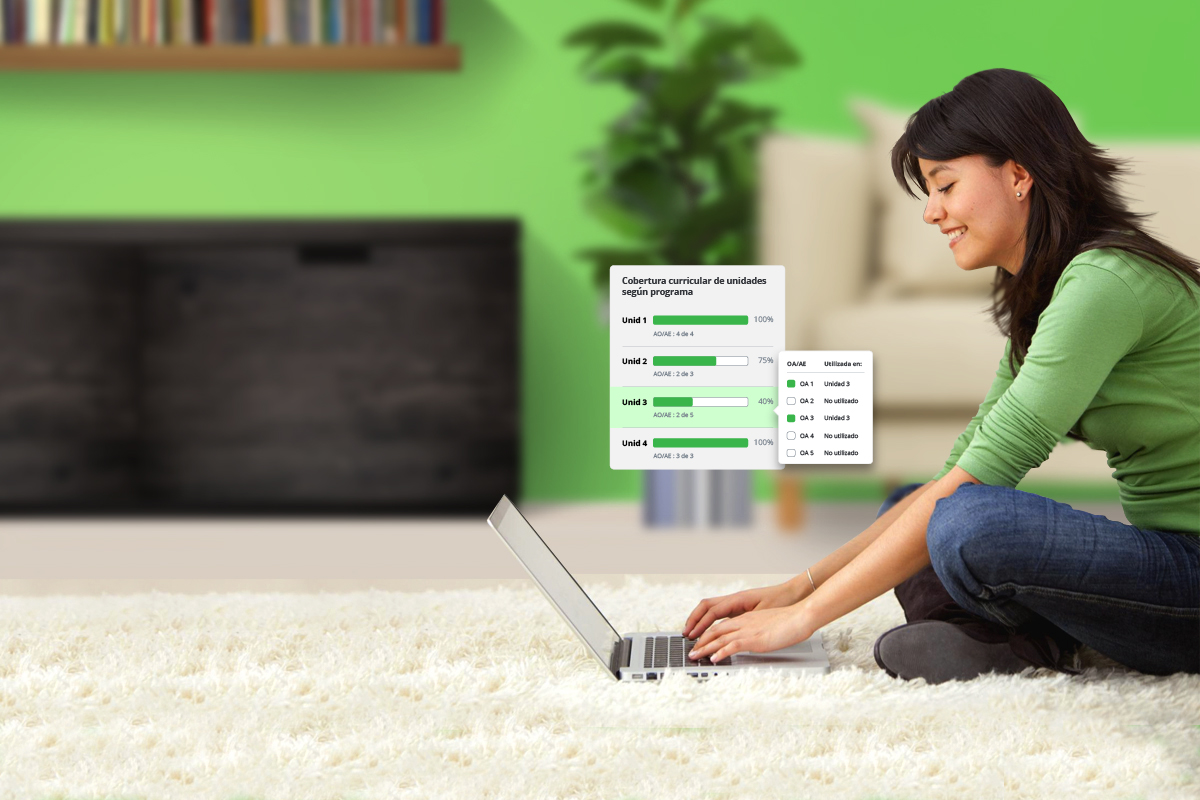 Cobertura curricular de unidades
según programa
Unid 1 100%
AO/AE : 4 de 4
Unid 2 75%
AO/AE : 2 de 3
Unid 3 40%
AO/AE : 2 de 5
Unid 4 100%
AO/AE : 3 de 3
OA/AE Utilizada en:
OA 1 Unidad 3
OA 2 No utilizado
OA 3 Unidad 3
OA 4 No utilizado
OA 5 No utilizado